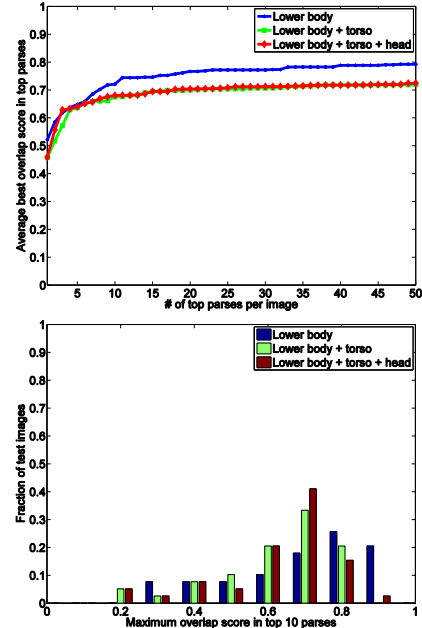 Average best overlap score in top parses
1
0.9
0.8
0.7
0.6
0.5
0.4
0.3
0.2
0.1
0
Lower body
Lower body + torso
Lower body + torso + head
5 10 15 20 25 30 35 40 45 50
# of top parses per image
Fraction of test images
1
0.9
0.8
0.7
0.6
0.5
0.4
0.3
0.2
0.1
0
Lower body
Lower body + torso
Lower body + torso + head
0 0.2 0.4 0.6 0.8 1
Maximum overlap score in top 10 parses